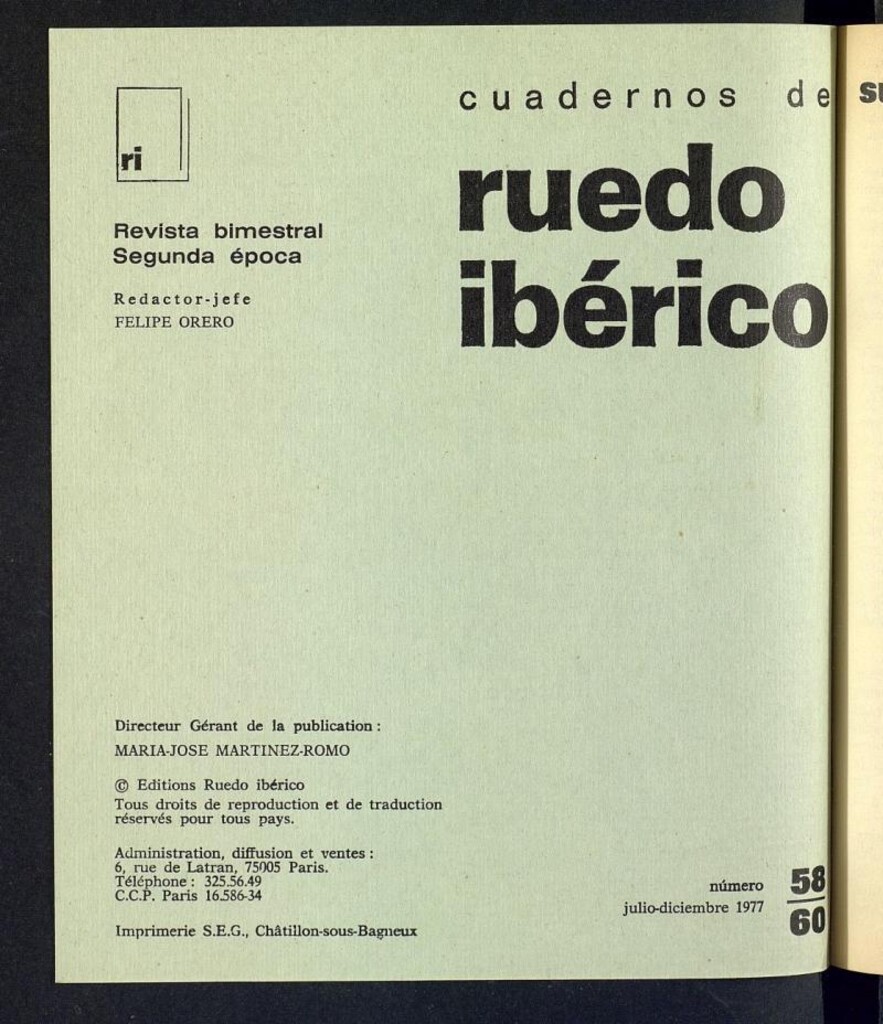 ri
Revista bimestral
Segunda época
Redactor-jefe
FELIPE ORERO
cuadernos de
ruedo
ibérico
Directeur Gérant de la publication :
MARIA-JOSE MARTINEZ-ROMO
© Editions Ruedo ibérico
Tous droits de reproduction et de traduction
réservés pour tous pays.
Administration, diffusion et ventes :
6, rue de Latran, 75005 Paris.
Téléphone : 325.56.49
C.C.P. Paris 16.586-34
Imprimerie S.E.G., Châtillon-sous-Bagneux
número
julio-diciembre 1977
58
60